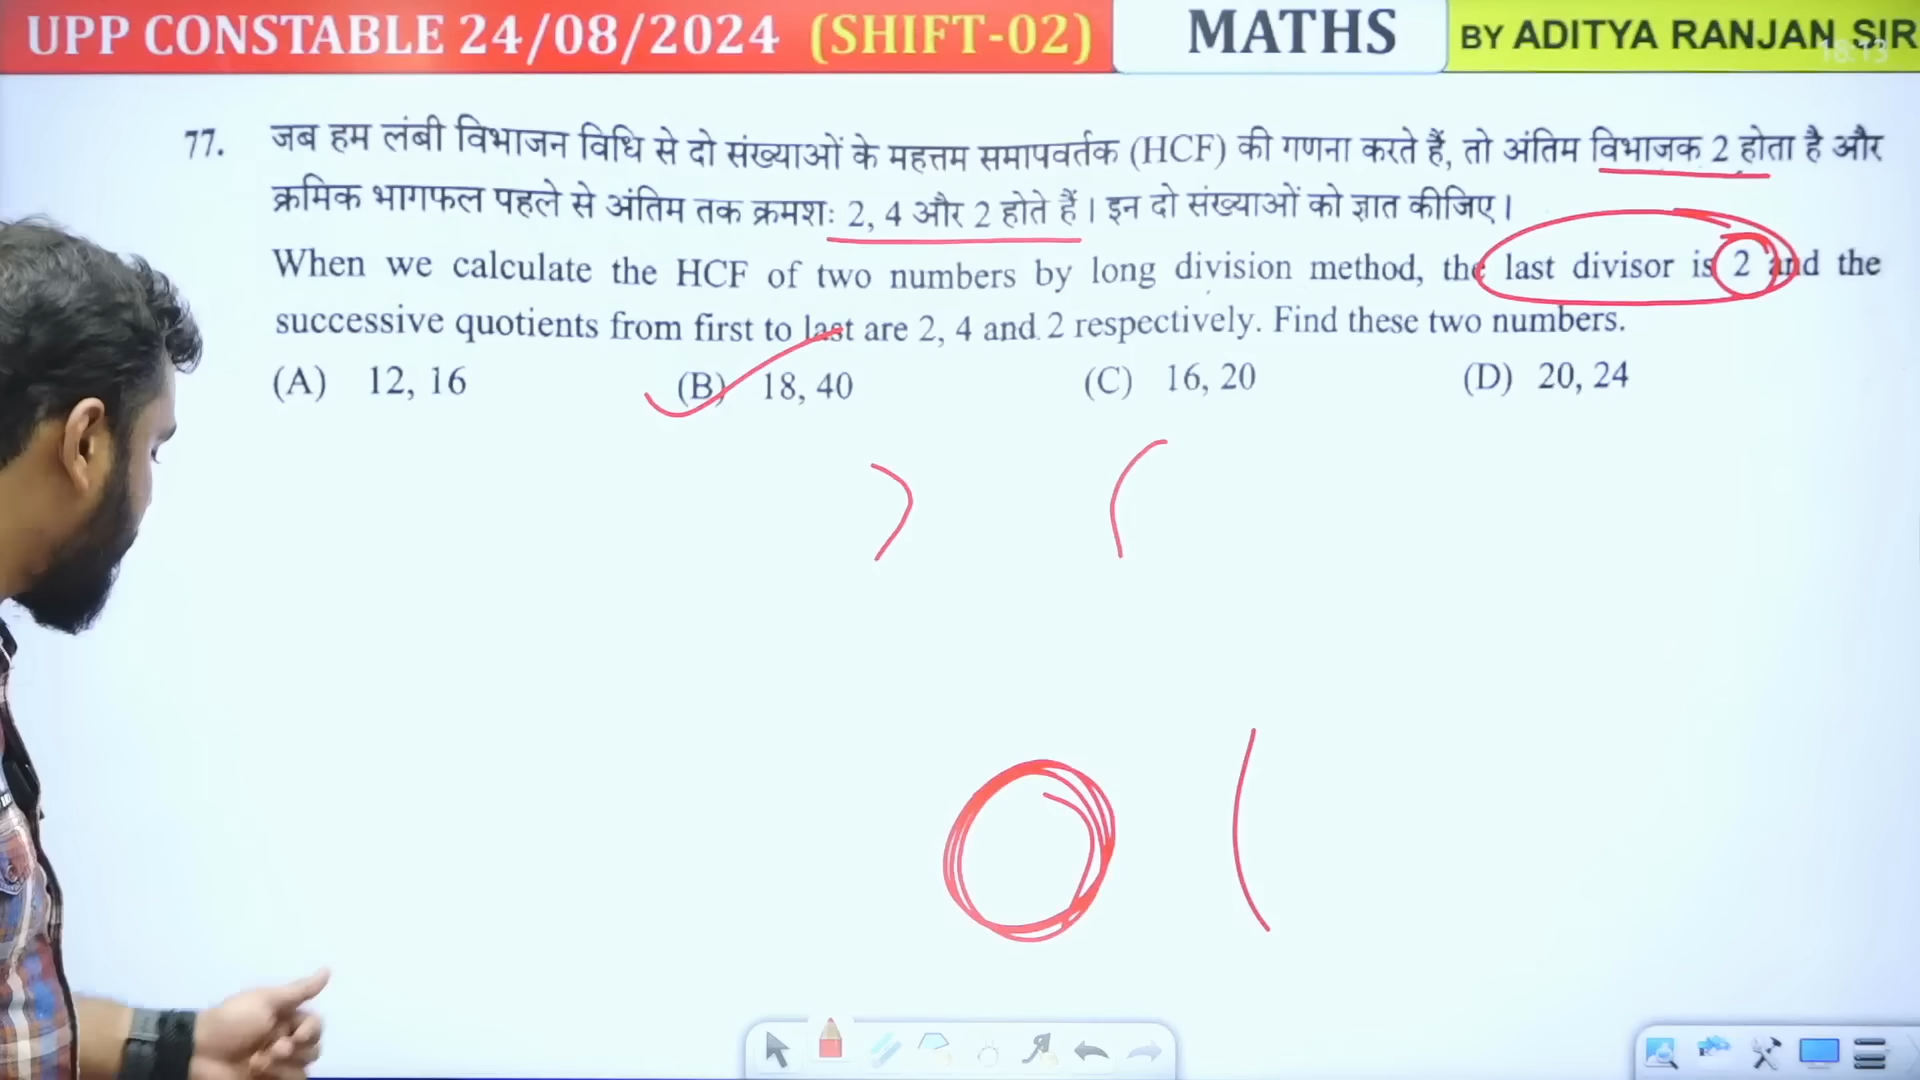 UPP CONSTABLE 24/08/2024 (SHIFT-02) MATHS BY ADITYA RANJAN SIR
18:13
77. जब हम लंबी विभाजन विधि से दो संख्याओं के महत्तम समापवर्तक (HCF) की गणना करते हैं, तो अंतिम विभाजक 2 होता है और
क्रमिक भागफल पहले से अंतिम तक क्रमशः 2, 4 और 2 होते हैं। इन दो संख्याओं को ज्ञात कीजिए।
When we calculate the HCF of two numbers by long division method, the last divisor is 2 and the
successive quotients from first to last are 2, 4 and 2 respectively. Find these two numbers.
(A) 12, 16 (B) 18, 40 (C) 16, 20 (D) 20, 24